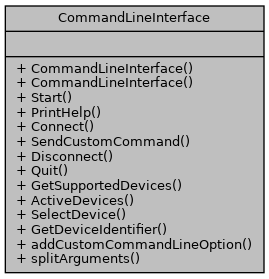 CommandLineInterface
+ CommandLineInterface()
+ CommandLineInterface()
+ Start()
+ PrintHelp()
+ Connect()
+ SendCustomCommand()
+ Disconnect()
+ Quit()
+ GetSupportedDevices()
+ ActiveDevices()
+ SelectDevice()
+ GetDeviceIdentifier()
+ addCustomCommandLineOption()
+ splitArguments()